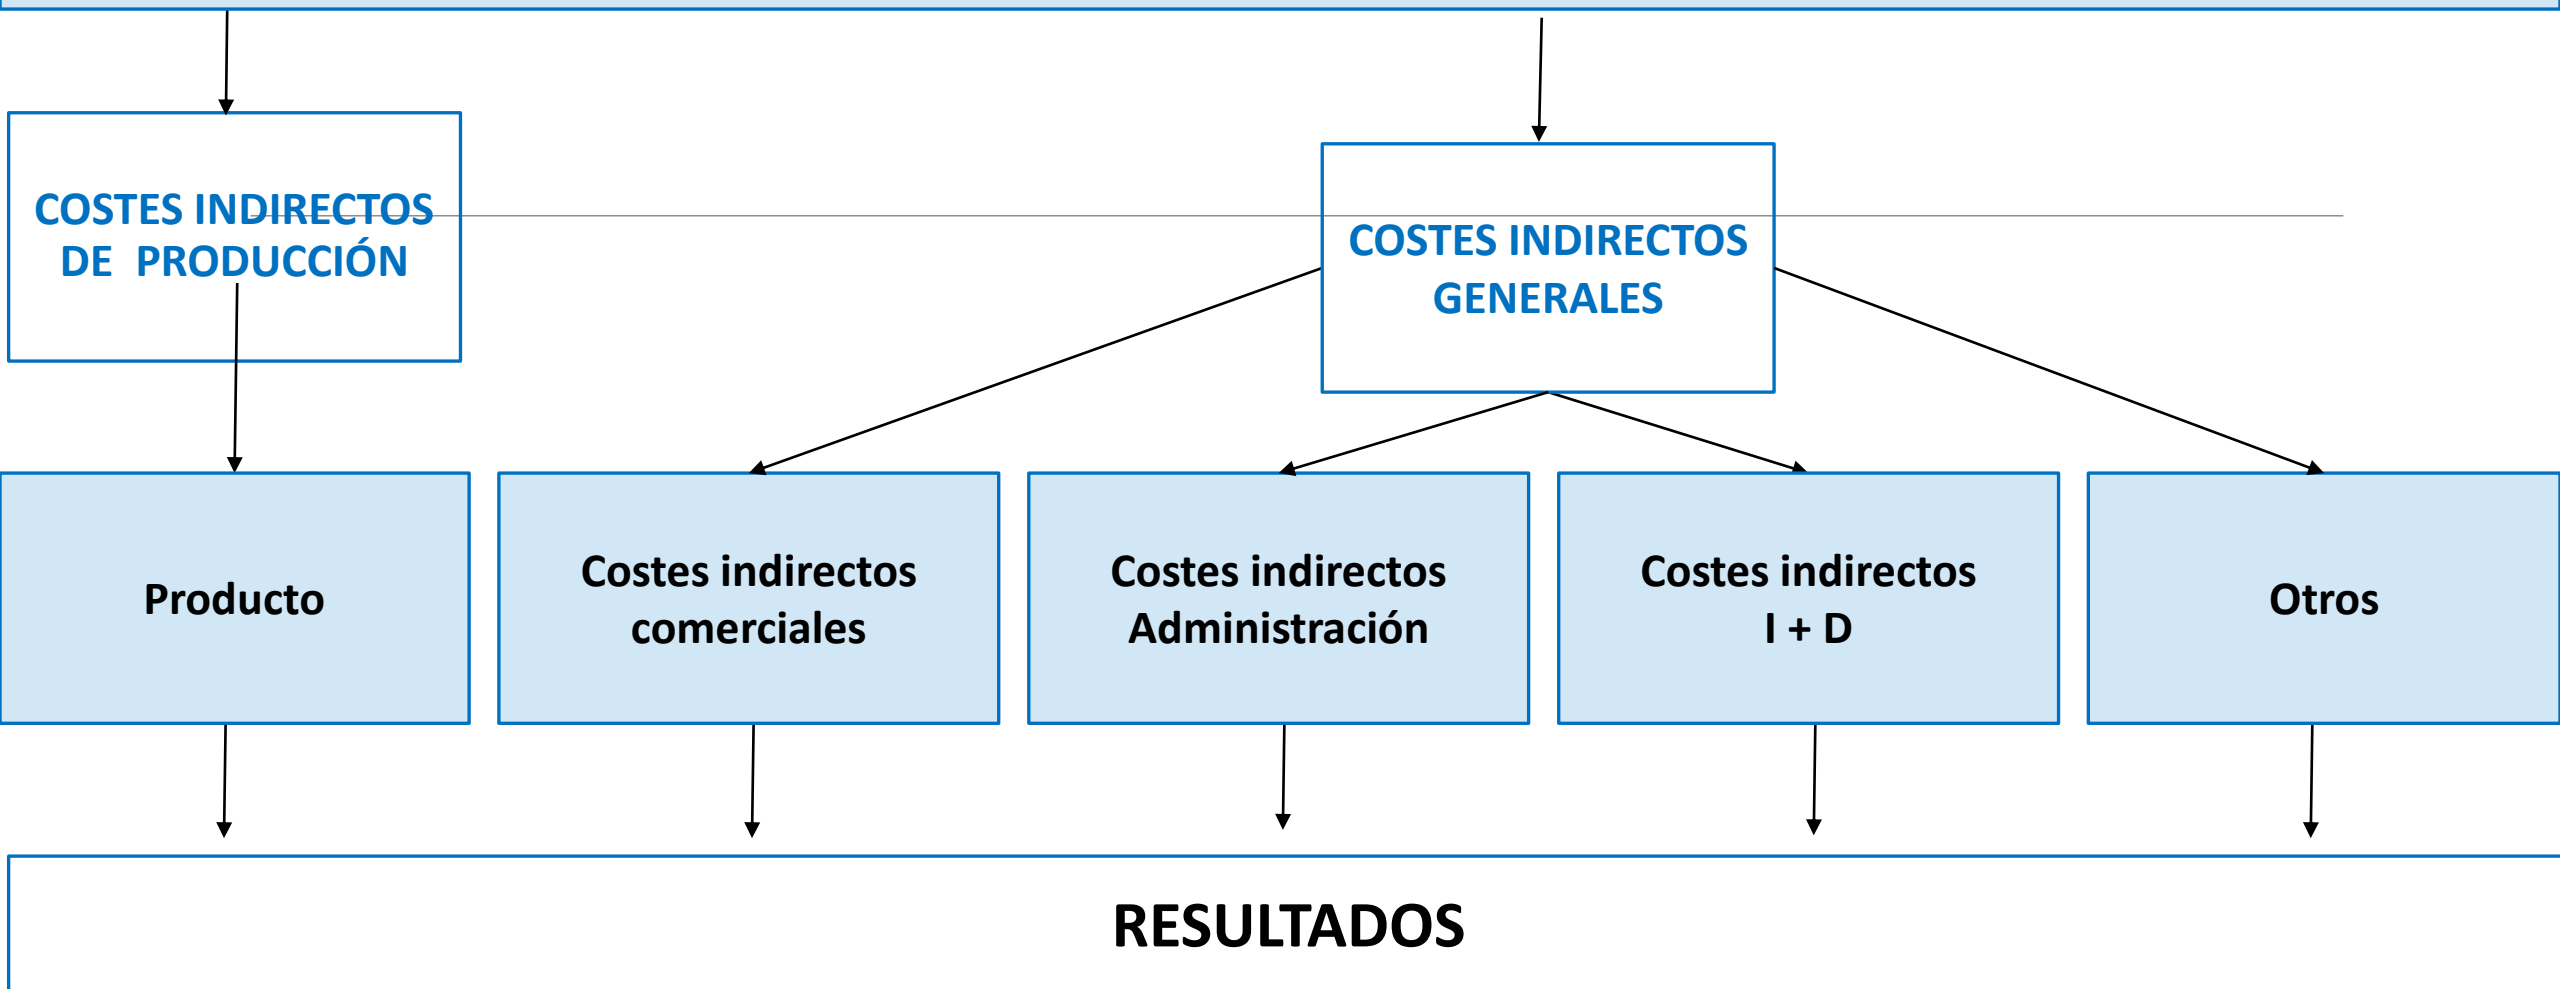 COSTES INDIRECTOS
DE PRODUCCIÓN
COSTES INDIRECTOS
GENERALES
Producto
Costes indirectos
comerciales
Costes indirectos
Administración
Costes indirectos
I + D
Otros
RESULTADOS